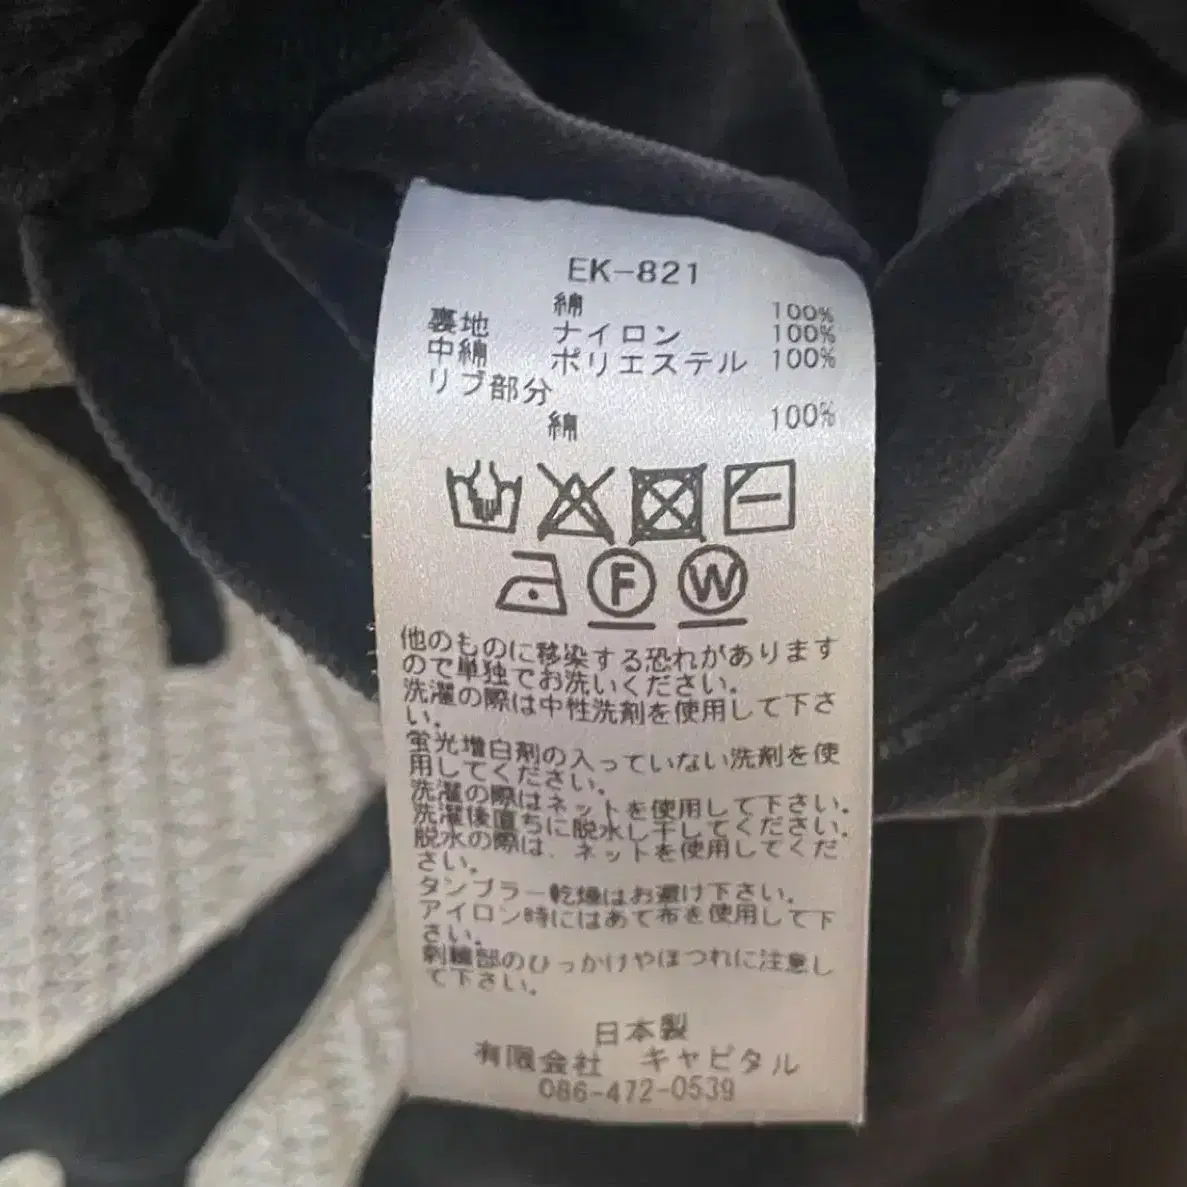 EK-821
綿 100%
裏地 ナイロン 100%
中綿 ポリエステル 100%
リブ部分
綿 100%
F W
他のものに移染する恐れがあります
ので単独でお洗いください。
洗濯の際は中性洗剤を使用して下さ
い。
蛍光増白剤の入っていない洗剤を使
用してください。
洗濯の際はネットを使用して下さい。
洗濯後直ちに脱水し干してください。
脱水の際は、ネットを使用してくだ
さい。
タンブラー乾燥はお避け下さい。
アイロン時にはあて布を使用して下
さい。
刺繍部のひっかけやほつれに注意し
て下さい。
日本製
有限会社 キャピタル
086-472-0539